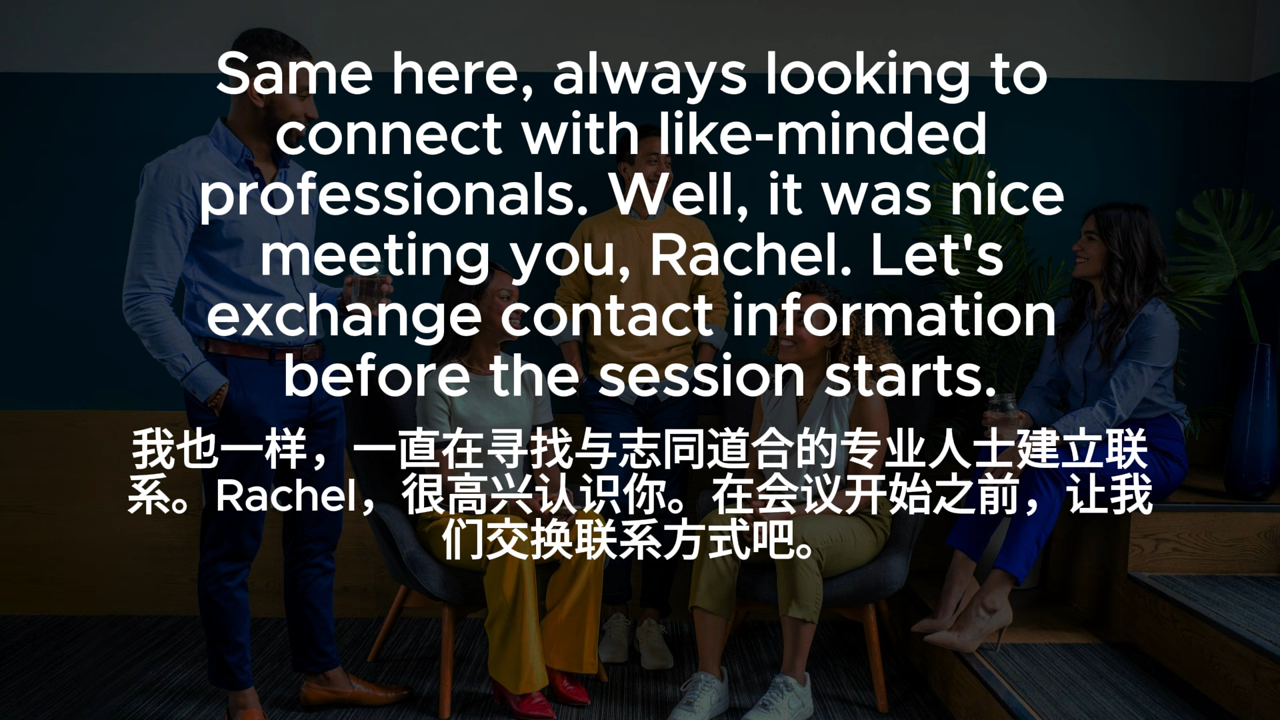 Same here, always looking to
connect with like-minded
professionals. Well, it was nice
meeting you, Rachel. Let's
exchange contact information
before the session starts.
我也一样，一直在寻找与志同道合的专业人士建立联
系。Rachel，很高兴认识你。在会议开始之前，让我
们交换联系方式吧。